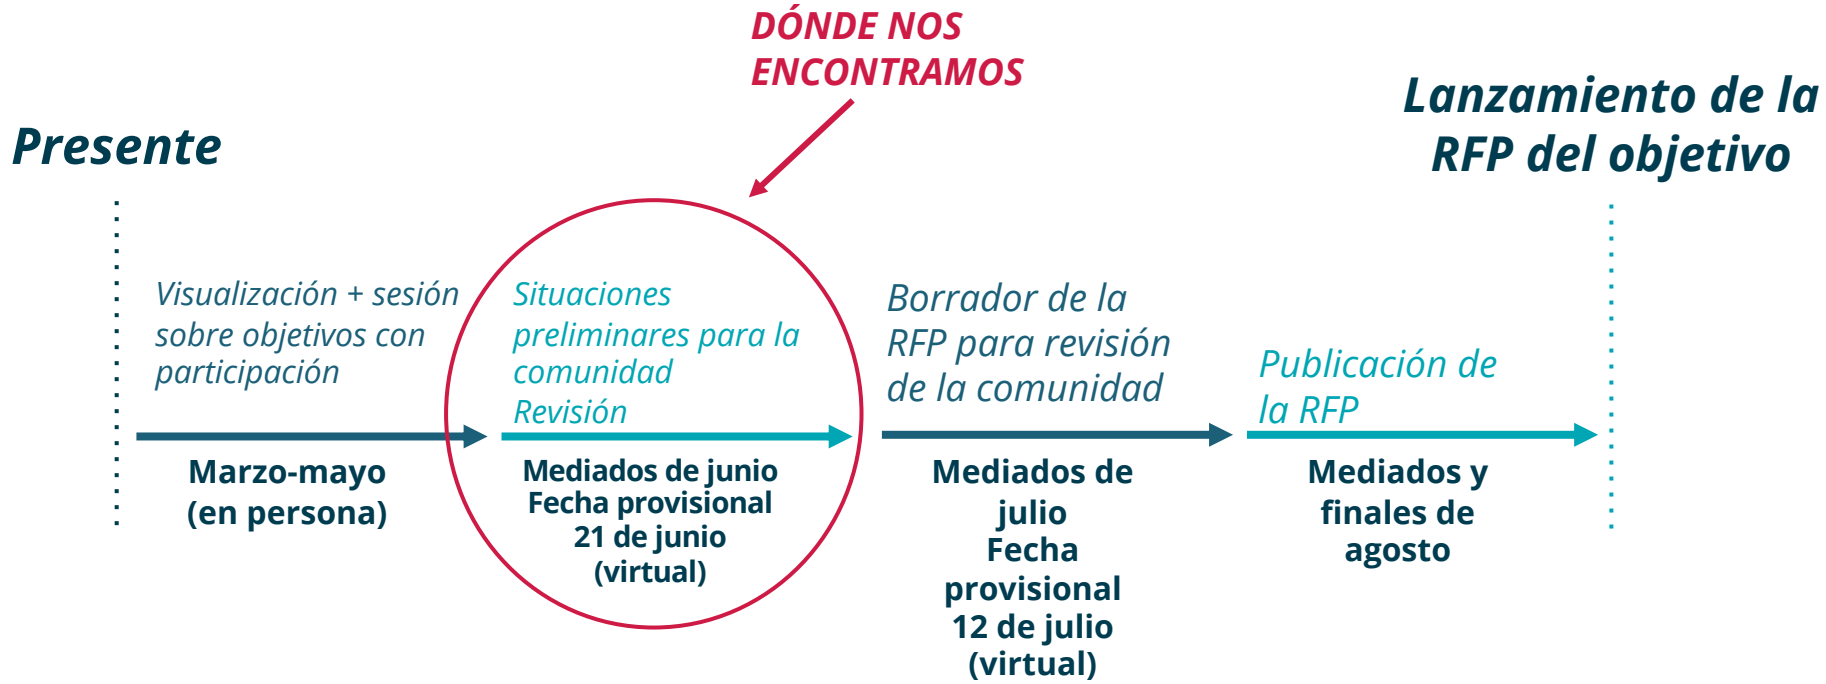 DÓNDE NOS
ENCONTRAMOS
Presente
Lanzamiento de la
RFP del objetivo
Visualización + sesión
sobre objetivos con
participación
Marzo-mayo
(en persona)
Situaciones
preliminares para la
comunidad
Revisión
Mediados de junio
Fecha provisional
21 de junio
(virtual)
Borrador de la
RFP para revisión
de la comunidad
Mediados de
julio
Fecha
provisional
12 de julio
(virtual)
Publicación de
la RFP
Mediados y
finales de
agosto